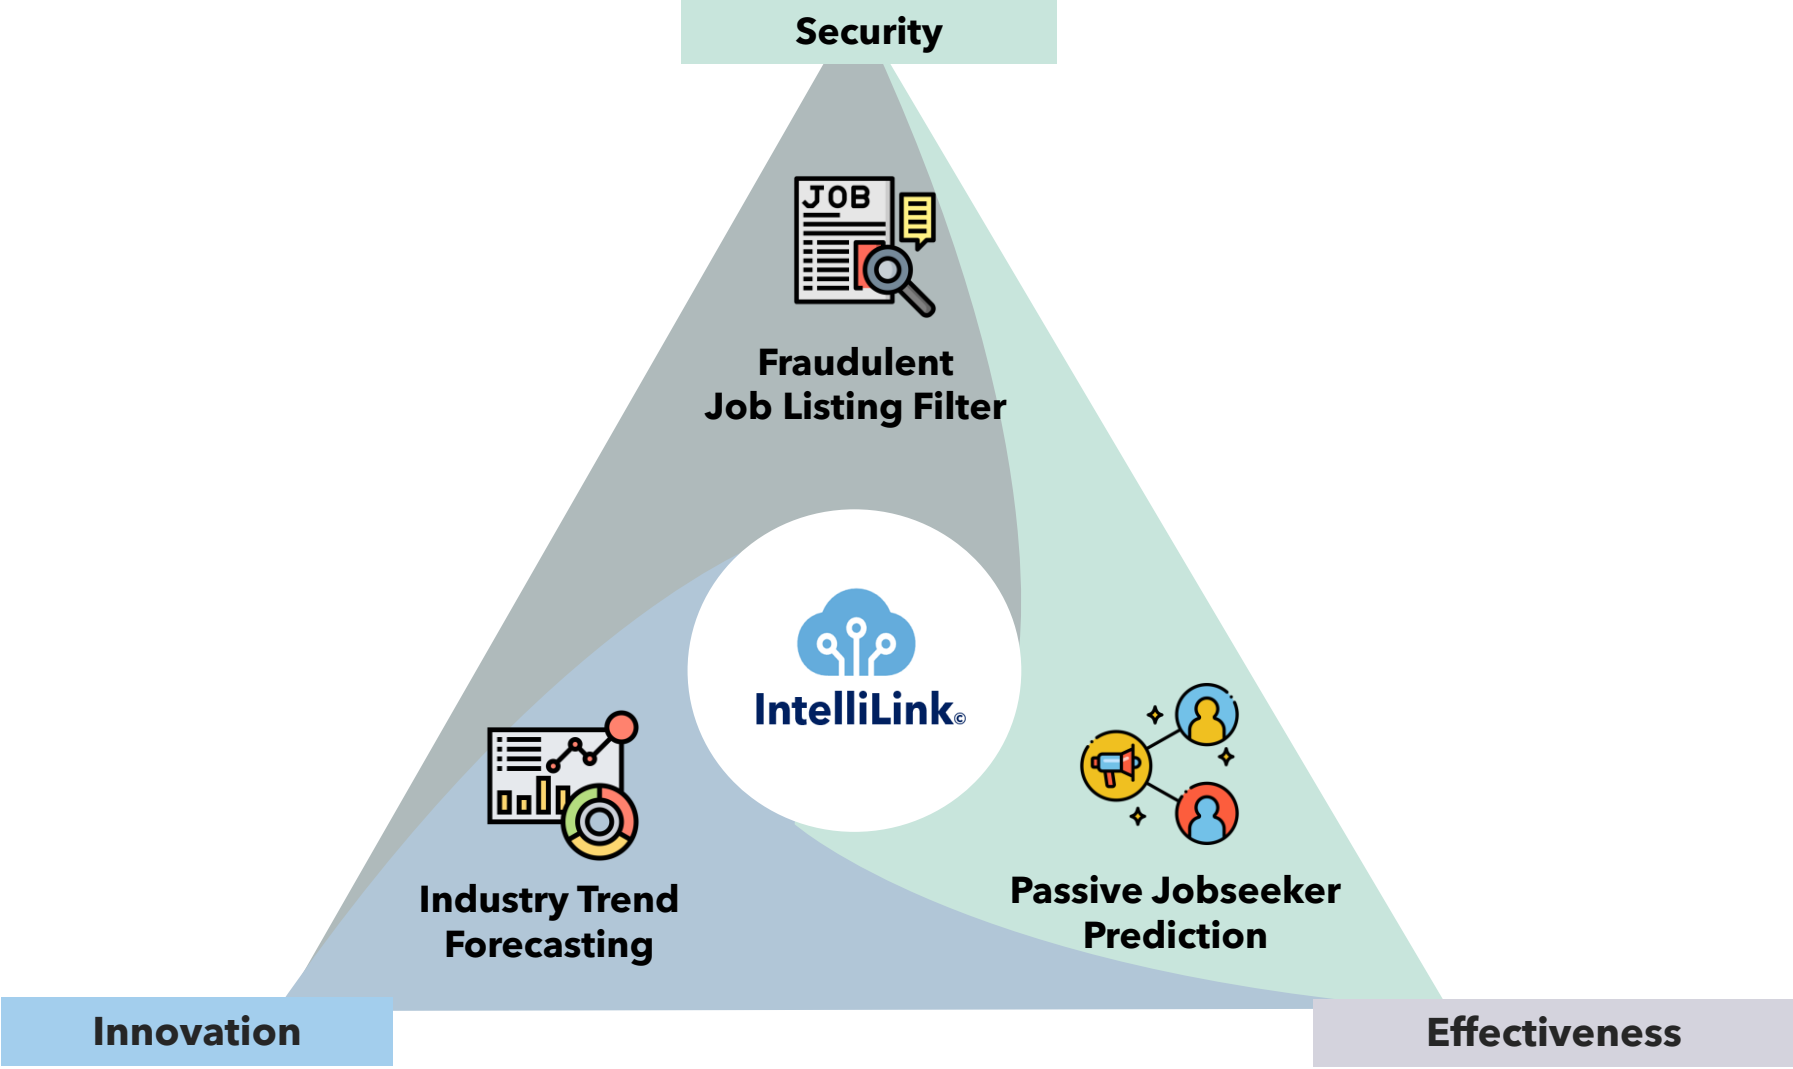 Security
JOB
Fraudulent
Job Listing Filter
IntelliLink©
Industry Trend
Forecasting
Passive Jobseeker
Prediction
Innovation
Effectiveness